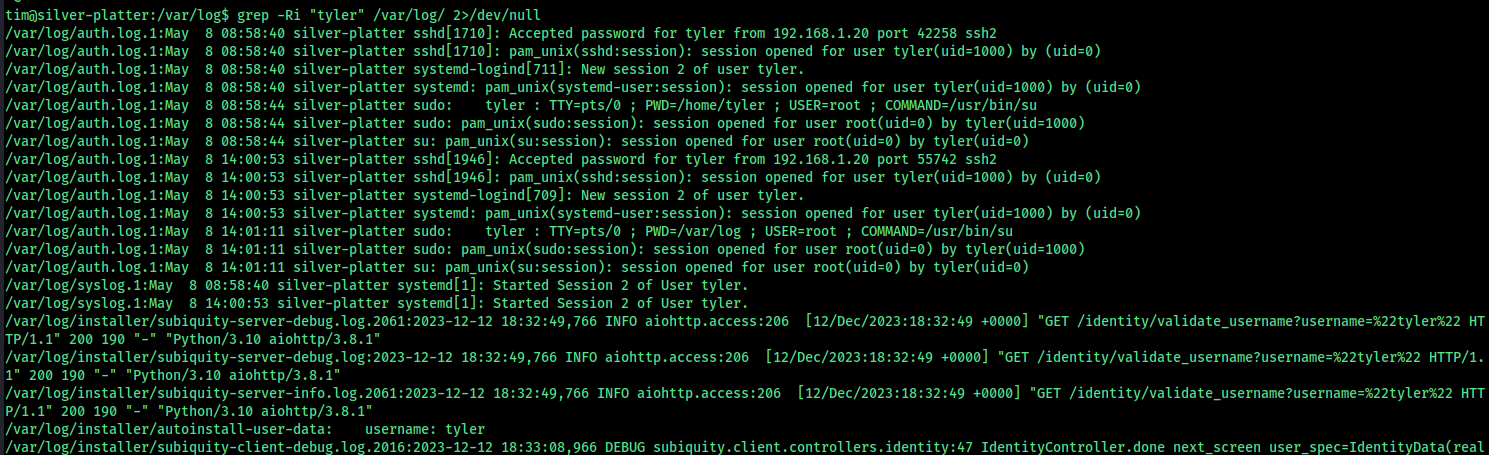 tim@silver-platter:/var/log$ grep -Ri "tyler" /var/log/ 2>/dev/null
/var/log/auth.log.1:May  8 08:58:40 silver-platter sshd[1710]: Accepted password for tyler from 192.168.1.20 port 42258 ssh2
/var/log/auth.log.1:May  8 08:58:40 silver-platter sshd[1710]: pam_unix(sshd:session): session opened for user tyler(uid=1000) by (uid=0)
/var/log/auth.log.1:May  8 08:58:40 silver-platter systemd-logind[711]: New session 2 of user tyler.
/var/log/auth.log.1:May  8 08:58:40 silver-platter systemd: pam_unix(systemd-user:session): session opened for user tyler(uid=1000) by (uid=0)
/var/log/auth.log.1:May  8 08:58:44 silver-platter sudo:    tyler : TTY=pts/0 ; PWD=/home/tyler ; USER=root ; COMMAND=/usr/bin/su
/var/log/auth.log.1:May  8 08:58:44 silver-platter sudo: pam_unix(sudo:session): session opened for user root(uid=0) by tyler(uid=1000)
/var/log/auth.log.1:May  8 08:58:44 silver-platter su: pam_unix(su:session): session opened for user root(uid=0) by tyler(uid=0)
/var/log/auth.log.1:May  8 14:00:53 silver-platter sshd[1946]: Accepted password for tyler from 192.168.1.20 port 55742 ssh2
/var/log/auth.log.1:May  8 14:00:53 silver-platter sshd[1946]: pam_unix(sshd:session): session opened for user tyler(uid=1000) by (uid=0)
/var/log/auth.log.1:May  8 14:00:53 silver-platter systemd-logind[709]: New session 2 of user tyler.
/var/log/auth.log.1:May  8 14:00:53 silver-platter systemd: pam_unix(systemd-user:session): session opened for user tyler(uid=1000) by (uid=0)
/var/log/auth.log.1:May  8 14:01:11 silver-platter sudo:    tyler : TTY=pts/0 ; PWD=/var/log ; USER=root ; COMMAND=/usr/bin/su
/var/log/auth.log.1:May  8 14:01:11 silver-platter sudo: pam_unix(sudo:session): session opened for user root(uid=0) by tyler(uid=1000)
/var/log/auth.log.1:May  8 14:01:11 silver-platter su: pam_unix(su:session): session opened for user root(uid=0) by tyler(uid=0)
/var/log/syslog.1:May  8 08:58:40 silver-platter systemd[1]: Started Session 2 of User tyler.
/var/log/syslog.1:May  8 14:00:53 silver-platter systemd[1]: Started Session 2 of User tyler.
/var/log/installer/subiquity-server-debug.log.2061:2023-12-12 18:32:49,766 INFO aiohttp.access:206  [12/Dec/2023:18:32:49 +0000] "GET /identity/validate_username?username=%22tyler%22 HT
TP/1.1" 200 190 "-" "Python/3.10 aiohttp/3.8.1"
/var/log/installer/subiquity-server-debug.log:2023-12-12 18:32:49,766 INFO aiohttp.access:206  [12/Dec/2023:18:32:49 +0000] "GET /identity/validate_username?username=%22tyler%22 HTTP/1.
1" 200 190 "-" "Python/3.10 aiohttp/3.8.1"
/var/log/installer/subiquity-server-info.log.2061:2023-12-12 18:32:49,766 INFO aiohttp.access:206  [12/Dec/2023:18:32:49 +0000] "GET /identity/validate_username?username=%22tyler%22 HTT
P/1.1" 200 190 "-" "Python/3.10 aiohttp/3.8.1"
/var/log/installer/autoinstall-user-data:    username: tyler
/var/log/installer/subiquity-client-debug.log.2016:2023-12-12 18:33:08,966 DEBUG subiquity.client.controllers.identity:47 IdentityController.done next_screen user_spec=IdentityData(real